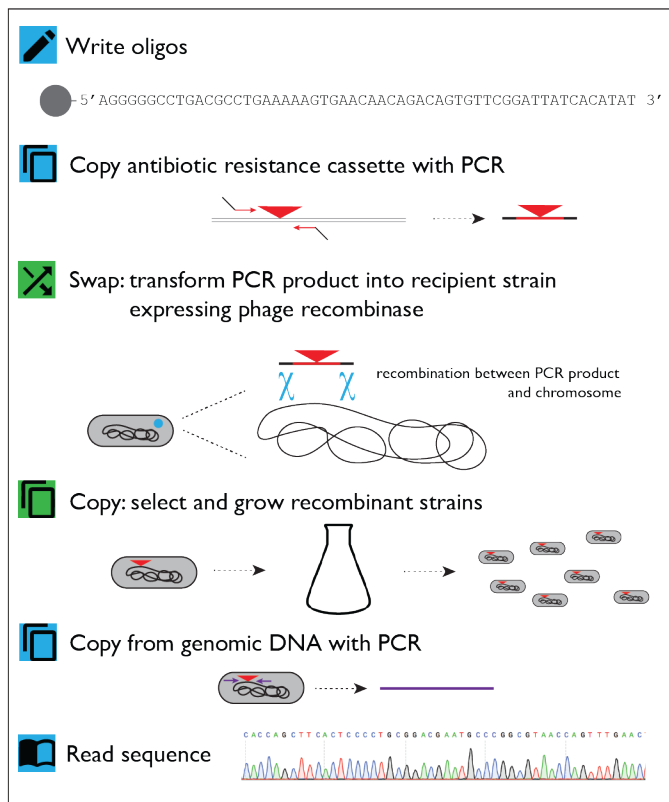 Write oligos
5’AGGGGGCCTGACGCCTGAAAAAGTGAACAACAGACAGTGTTCGGATTATCACATAT 3’
Copy antibiotic resistance cassette with PCR
Swap: transform PCR product into recipient strain
expressing phage recombinase
recombination between PCR product
and chromosome
χ χ
Copy: select and grow recombinant strains
Copy from genomic DNA with PCR
Read sequence
CACCAGCTTCACTCCCCTGCGGACGAATGCCCGGCGTAACCAGTTTGAAC